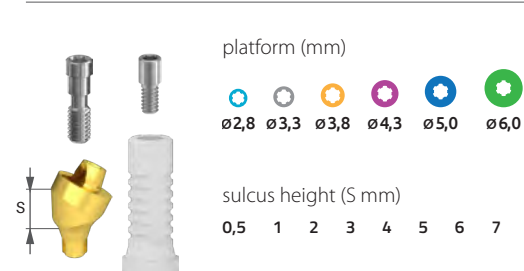 platform (mm)
ø2,8 ø3,3 ø3,8 ø4,3 ø5,0 ø6,0
S
sulcus height (S mm)
0,5 1 2 3 4 5 6 7